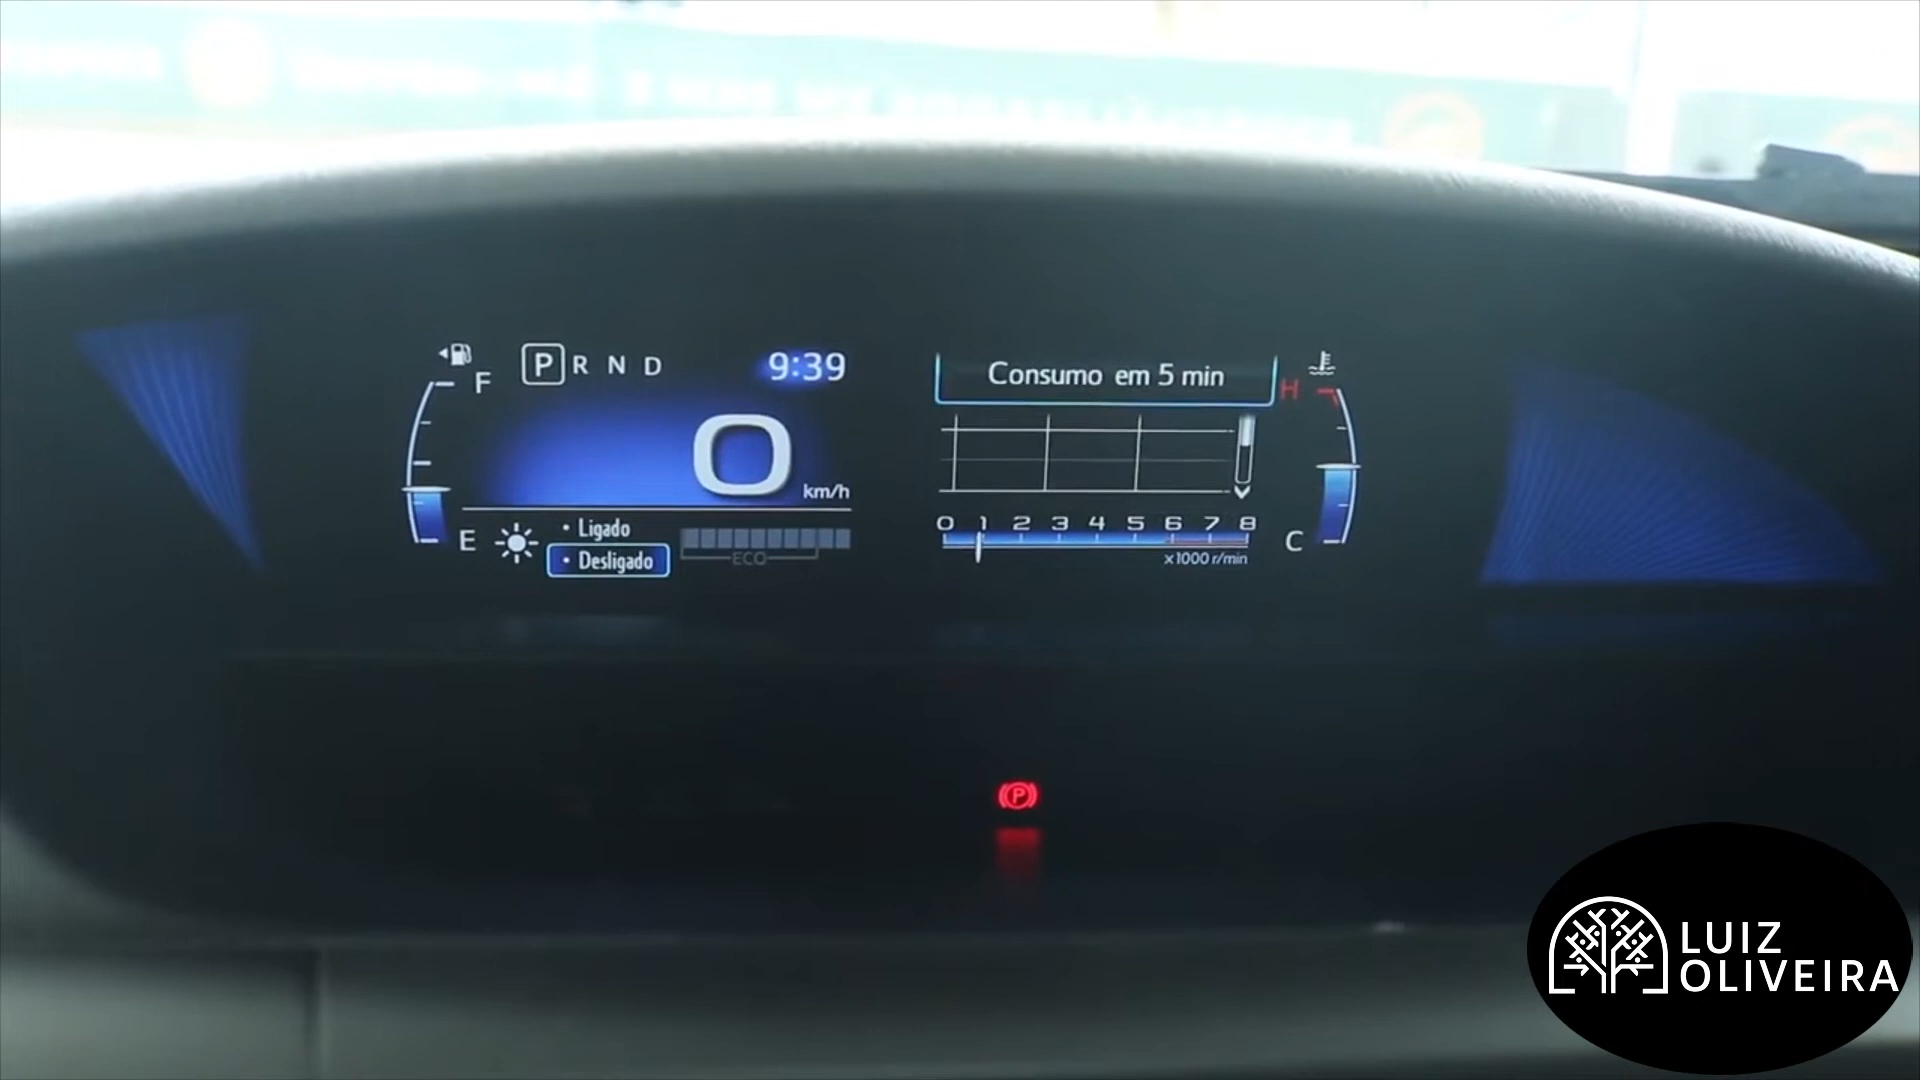 F
P R N D
9:39
0
km/h
E
• Ligado
• Desligado
ECO
Consumo em 5 min
H
0 1 2 3 4 5 6 7 8
x1000 r/min
C
P
LUIZ
OLIVEIRA